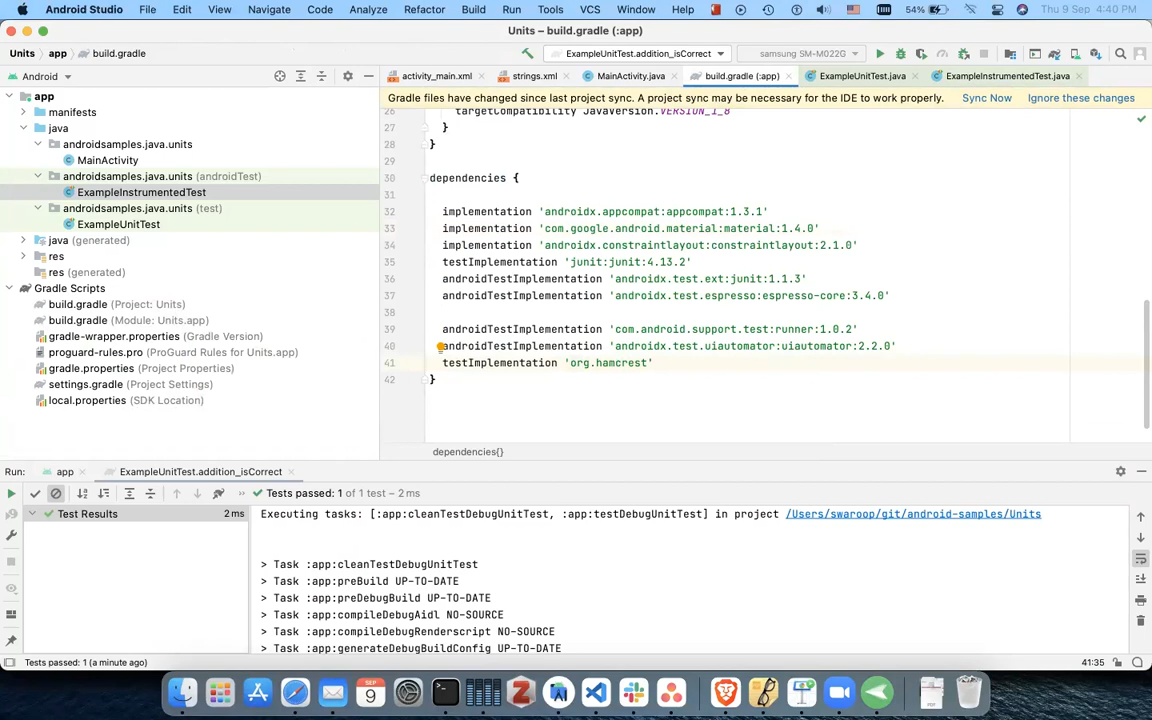 Android Studio File Edit View Navigate Code Analyze Refactor Build Run Tools VCS Window Help 54% Thu 9 Sep 4:40 PM
Units – build.gradle (:app)
Units app build.gradle ExampleUnitTest.addition_isCorrect samsung SM-M022G
Android activity_main.xml strings.xml MainActivity.java build.gradle (:app) ExampleUnitTest.java ExampleInstrumentedTest.java
Gradle files have changed since last project sync. A project sync may be necessary for the IDE to work properly. Sync Now Ignore these changes
app
manifests
java
androidsamples.java.units
MainActivity
androidsamples.java.units (androidTest)
ExampleInstrumentedTest
androidsamples.java.units (test)
ExampleUnitTest
java (generated)
res
res (generated)
Gradle Scripts
build.gradle (Project: Units)
build.gradle (Module: Units.app)
gradle-wrapper.properties (Gradle Version)
proguard-rules.pro (ProGuard Rules for Units.app)
gradle.properties (Project Properties)
settings.gradle (Project Settings)
local.properties (SDK Location)
26 targetCompatibility JavaVersion.VERSION_1_8
27 }
28 }
29
30 dependencies {
31
32 implementation 'androidx.appcompat:appcompat:1.3.1'
33 implementation 'com.google.android.material:material:1.4.0'
34 implementation 'androidx.constraintlayout:constraintlayout:2.1.0'
35 testImplementation 'junit:junit:4.13.2'
36 androidTestImplementation 'androidx.test.ext:junit:1.1.3'
37 androidTestImplementation 'androidx.test.espresso:espresso-core:3.4.0'
38
39 androidTestImplementation 'com.android.support.test:runner:1.0.2'
40 androidTestImplementation 'androidx.test.uiautomator:uiautomator:2.2.0'
41 testImplementation 'org.hamcrest'
42 }
dependencies{}
Run: app ExampleUnitTest.addition_isCorrect
Tests passed: 1 of 1 test – 2 ms
Test Results 2 ms
Executing tasks: [:app:cleanTestDebugUnitTest, :app:testDebugUnitTest] in project /Users/swaroop/git/android-samples/Units
> Task :app:cleanTestDebugUnitTest
> Task :app:preBuild UP-TO-DATE
> Task :app:preDebugBuild UP-TO-DATE
> Task :app:compileDebugAidl NO-SOURCE
> Task :app:compileDebugRenderscript NO-SOURCE
> Task :app:generateDebugBuildConfig UP-TO-DATE
Tests passed: 1 (a minute ago) 41:35
SEP
9